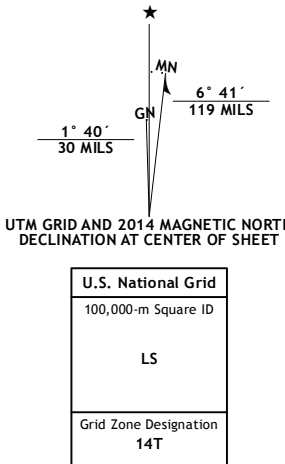 MN
GN
6° 41´
119 MILS
1° 40´
30 MILS
UTM GRID AND 2014 MAGNETIC NORTH
DECLINATION AT CENTER OF SHEET
U.S. National Grid
100,000-m Square ID
LS
Grid Zone Designation
14T